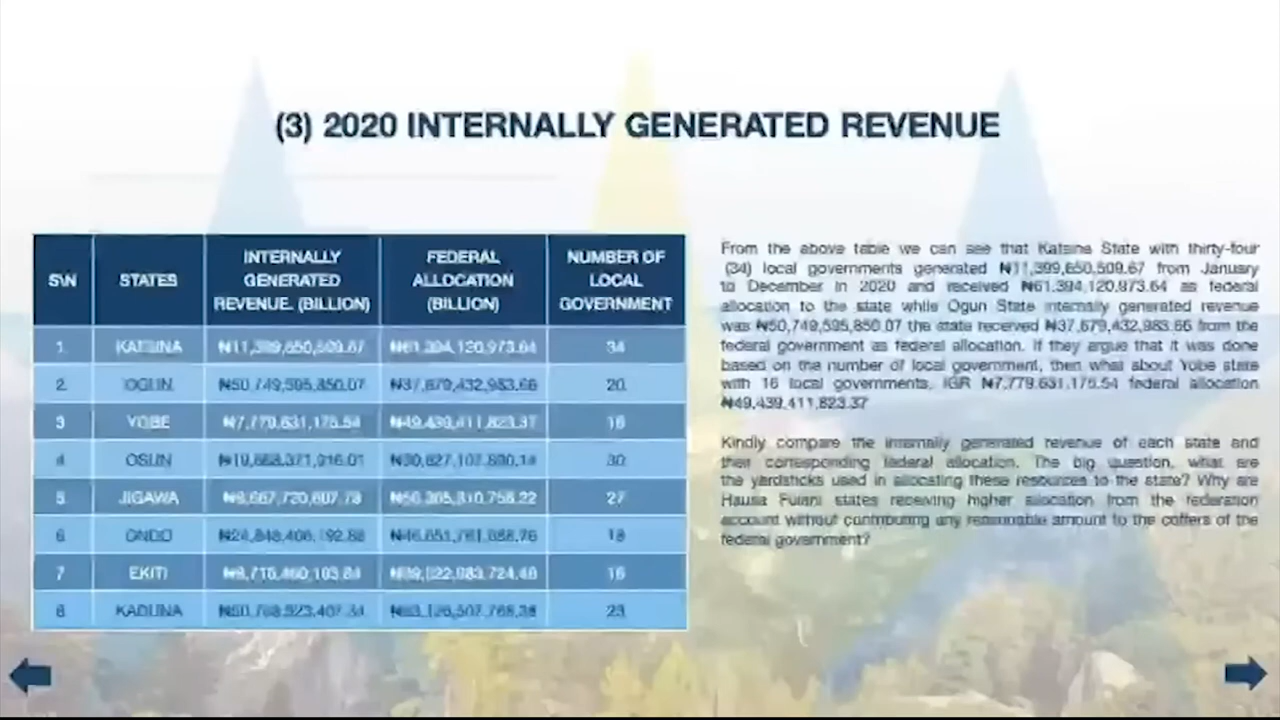 (3) 2020 INTERNALLY GENERATED REVENUE
S\N STATES INTERNALLY GENERATED REVENUE. (BILLION) FEDERAL ALLOCATION (BILLION) NUMBER OF LOCAL GOVERNMENT
1. KATSINA ₦11,399,650,509.67 ₦61,394,120,973.64 34
2. OGUN ₦50,749,595,850.07 ₦37,679,432,983.66 20
3 YOBE ₦7,779,631,175.54 ₦49,439,411,823.37 16
4 OSUN 30
5 JIGAWA 27
6 ONDO 18
7 EKITI 16
8 KADUNA 23
From the above table we can see that Katsina State with thirty-four
(34) local governments generated ₦11,399,650,509.67 from January
to December in 2020 and received ₦61,394,120,973.64 as federal
allocation to the state while Ogun State internally generated revenue
was ₦50,749,595,850.07 the state received ₦37,679,432,983.66 from the
federal government as federal allocation. If they argue that it was done
based on the number of local government, then what about Yobe state
with 16 local governments, IGR ₦7,779,631,175.54 federal allocation
₦49,439,411,823.37
Kindly compare the internally generated revenue of each state and
their corresponding federal allocation. The big question, what are
the yardsticks used in allocating these resources to the state? Why are
Hausa Fulani states receiving higher allocation from the federation
account without contributing any reasonable amount to the coffers of the
federal government?